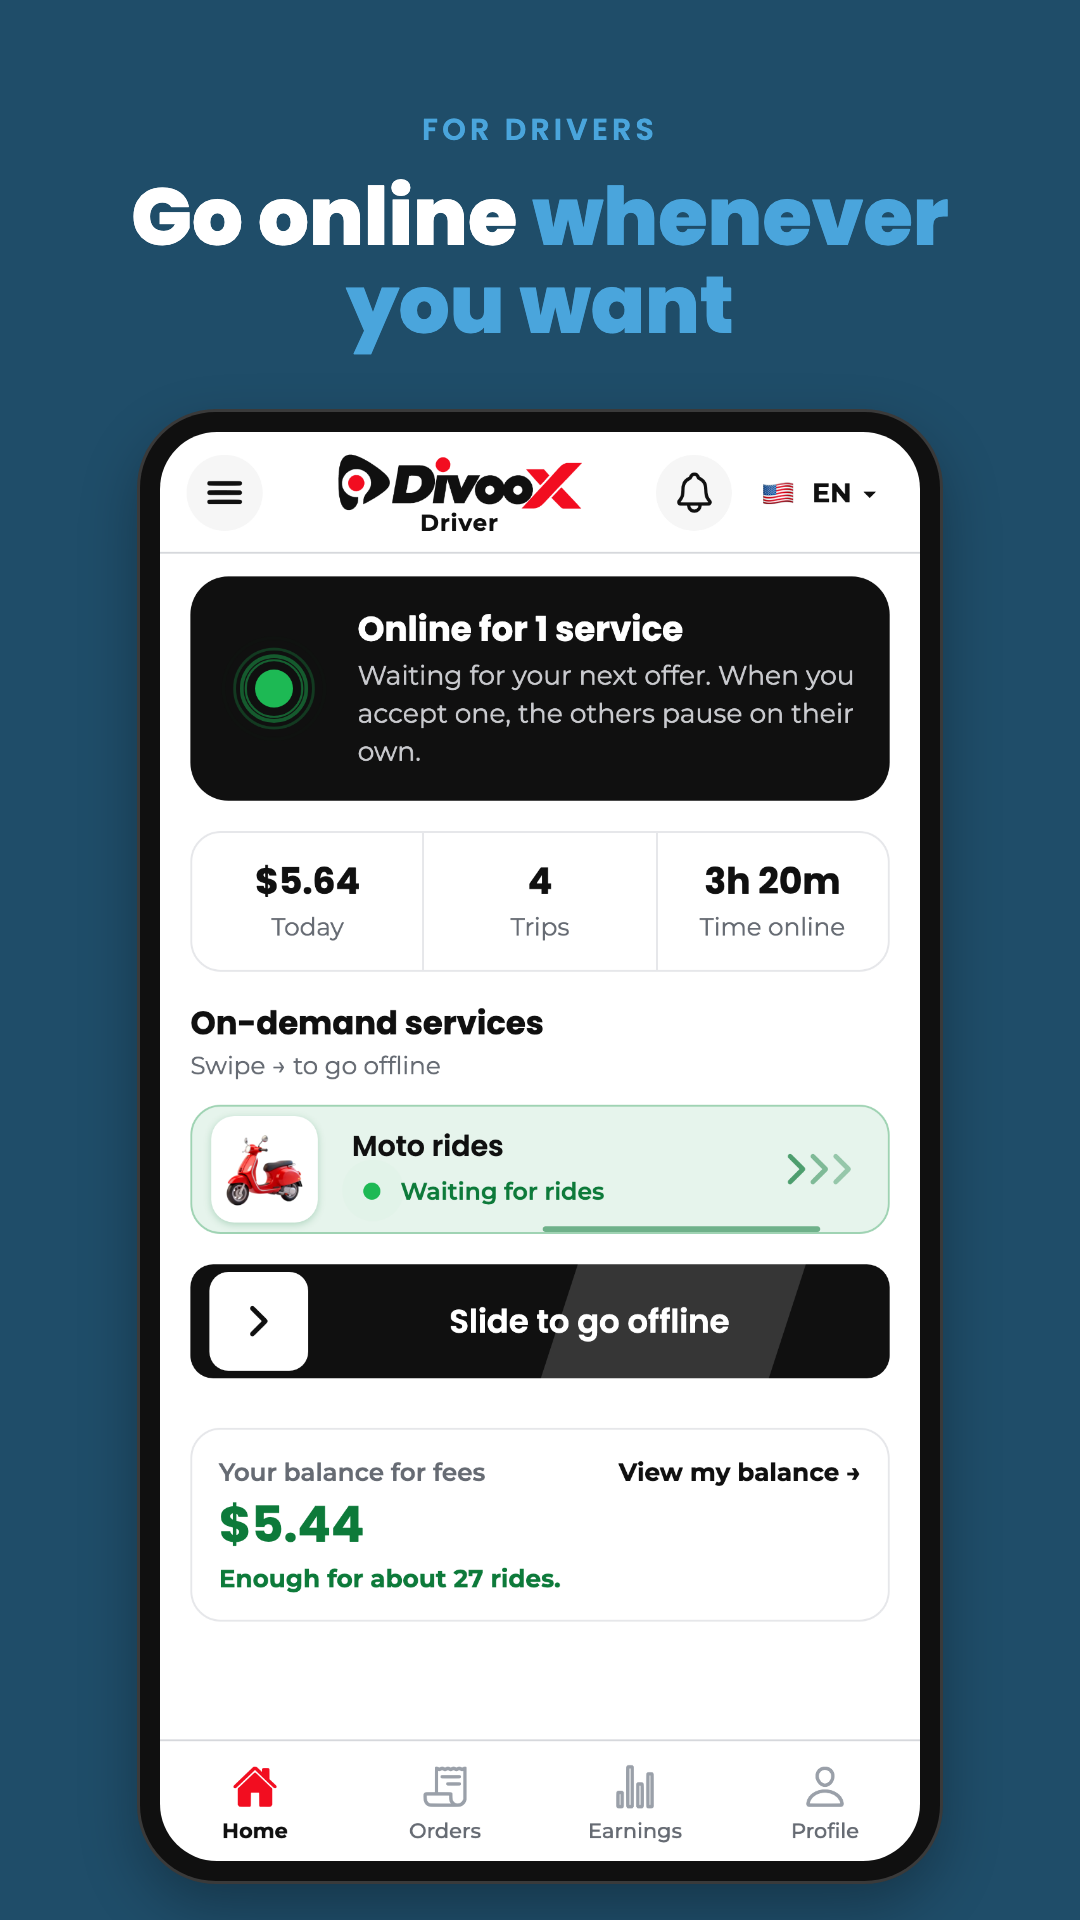 FOR DRIVERS
Go online whenever
you want
DivooX
Driver
EN
Online for 1 service
Waiting for your next offer. When you
accept one, the others pause on their
own.
$5.64
Today
4
Trips
3h 20m
Time online
On-demand services
Swipe → to go offline
Moto rides
Waiting for rides
Slide to go offline
Your balance for fees
View my balance →
$5.44
Enough for about 27 rides.
Home
Orders
Earnings
Profile